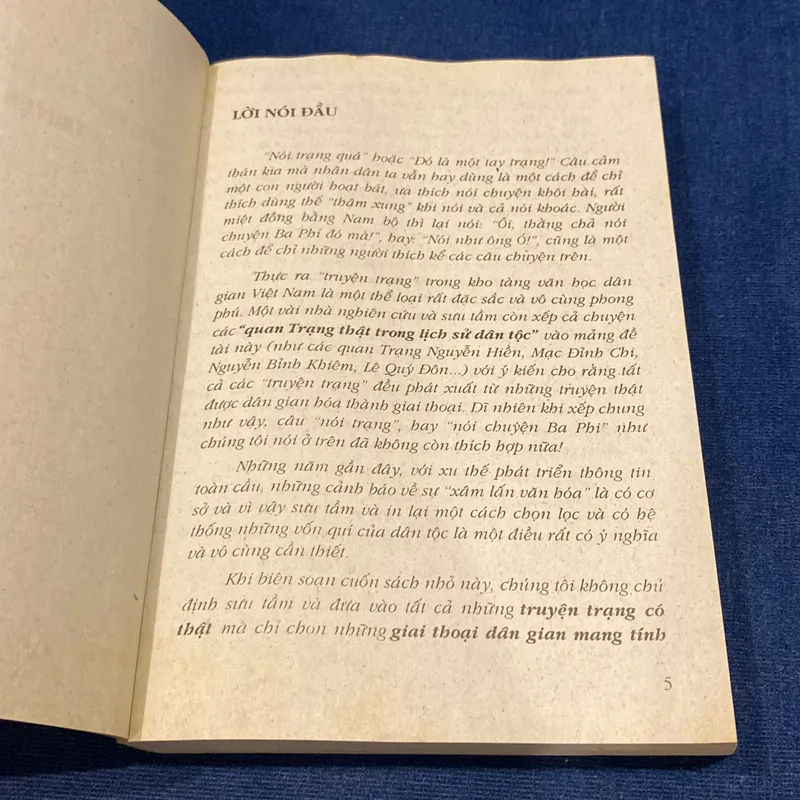 LỜI NÓI ĐẦU
"Nói trạng quá" hoặc "Đó là một tay trạng!" Câu cảm
thán kia mà nhân dân ta vẫn hay dùng là một cách để chỉ
một con người hoạt bát, ưa thích nói chuyện khôi hài, rất
thích dùng thể "thậm xưng" khi nói và cả nói khoác. Người
miệt đồng bằng Nam bộ thì lại nói: "Ôi, thằng chả nói
chuyện Ba Phi đó mà!", hay: "Nói như ông Ó!", cũng là một
cách để chỉ những người thích kể các câu chuyện trên.
Thực ra "truyện trạng" trong kho tàng văn học dân
gian Việt Nam là một thể loại rất đặc sắc và vô cùng phong
phú. Một vài nhà nghiên cứu và sưu tầm còn xếp cả chuyện
các "quan Trạng thật trong lịch sử dân tộc" vào mảng đề
tài này (như các quan Trạng Nguyễn Hiền, Mạc Đĩnh Chi,
Nguyễn Bỉnh Khiêm, Lê Quý Đôn...) với ý kiến cho rằng tất
cả các "truyện trạng" đều phát xuất từ những truyện thật
được dân gian hóa thành giai thoại. Dĩ nhiên khi xếp chung
như vậy, câu "nói trạng", hay "nói chuyện Ba Phi" như
chúng tôi nói ở trên đã không còn thích hợp nữa!
Những năm gần đây, với xu thế phát triển thông tin
toàn cầu, những cảnh báo về sự "xâm lấn văn hóa" là có cơ
sở và vì vậy sưu tầm và in lại một cách chọn lọc và có hệ
thống những vốn quí của dân tộc là một điều rất có ý nghĩa
và vô cùng cần thiết.
Khi biên soạn cuốn sách nhỏ này, chúng tôi không chủ
định sưu tầm và đưa vào tất cả những truyện trạng có
thật mà chỉ chọn những giai thoại dân gian mang tính
5